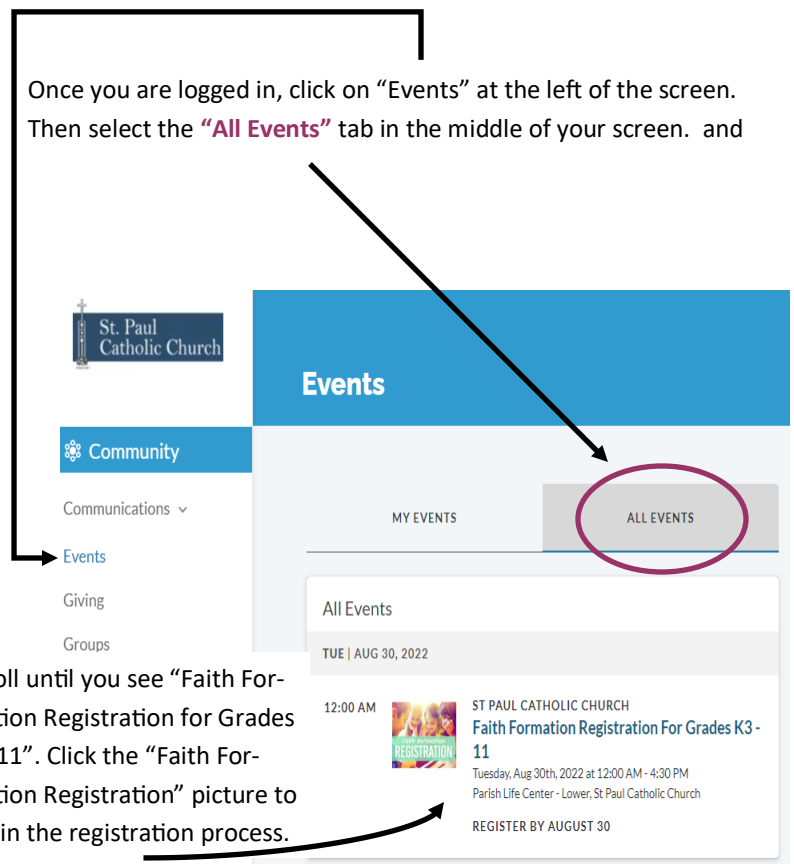 Once you are logged in, click on “Events” at the left of the screen.
Then select the “All Events” tab in the middle of your screen.  and
St. Paul
Catholic Church
Events
Community
Communications
Events
Giving
Groups
MY EVENTS
ALL EVENTS
All Events
TUE | AUG 30, 2022
12:00 AM
Faith Formation
REGISTRATION
ST PAUL CATHOLIC CHURCH
Faith Formation Registration For Grades K3 -
11
Tuesday, Aug 30th, 2022 at 12:00 AM - 4:30 PM
Parish Life Center - Lower, St Paul Catholic Church
REGISTER BY AUGUST 30
oll until you see “Faith For-
tion Registration for Grades
11”. Click the “Faith For-
tion Registration” picture to
in the registration process.